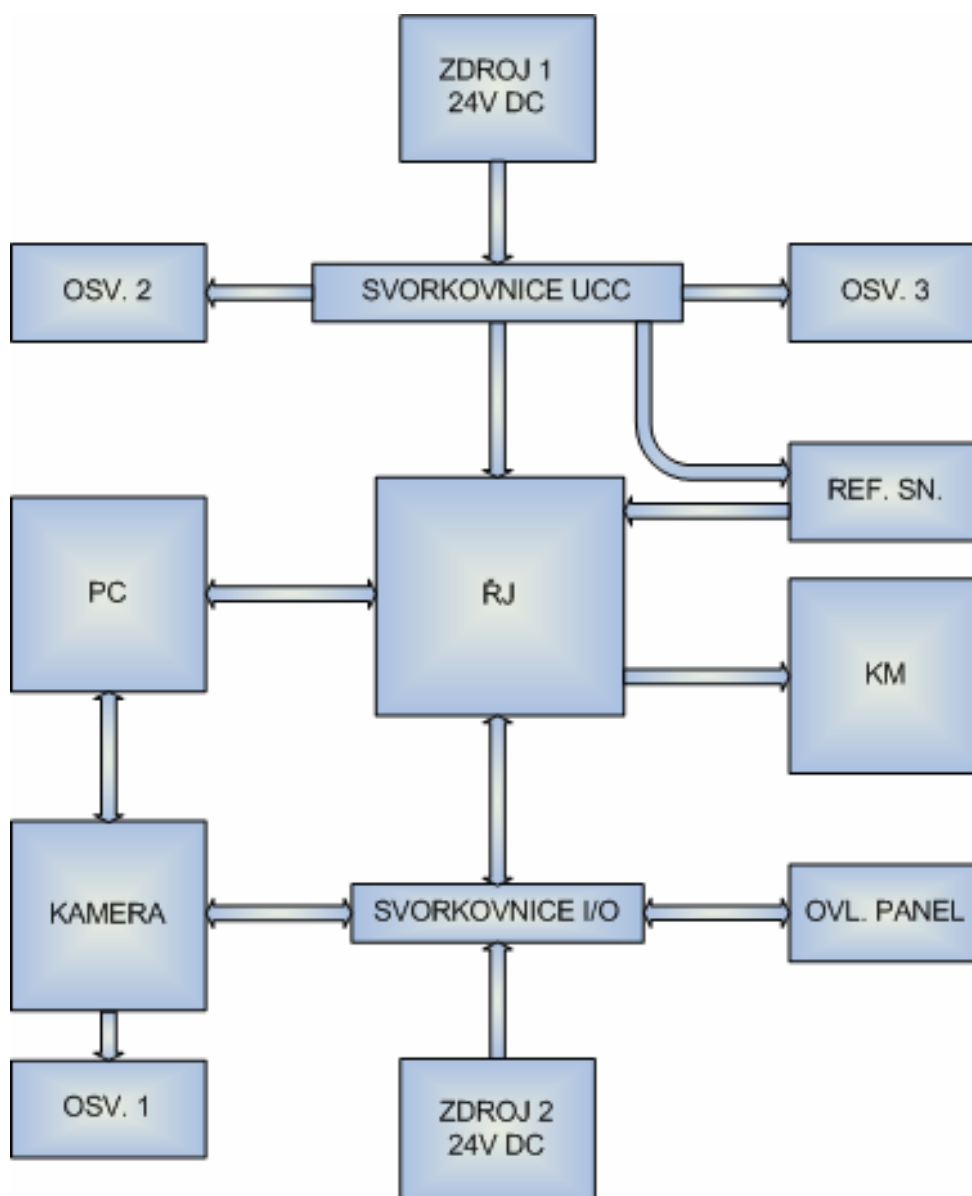 ZDROJ 1
24V DC
OSV. 2
SVORKOVNICE UCC
OSV. 3
REF. SN.
PC
ŘJ
KM
KAMERA
SVORKOVNICE I/O
OVL. PANEL
OSV. 1
ZDROJ 2
24V DC